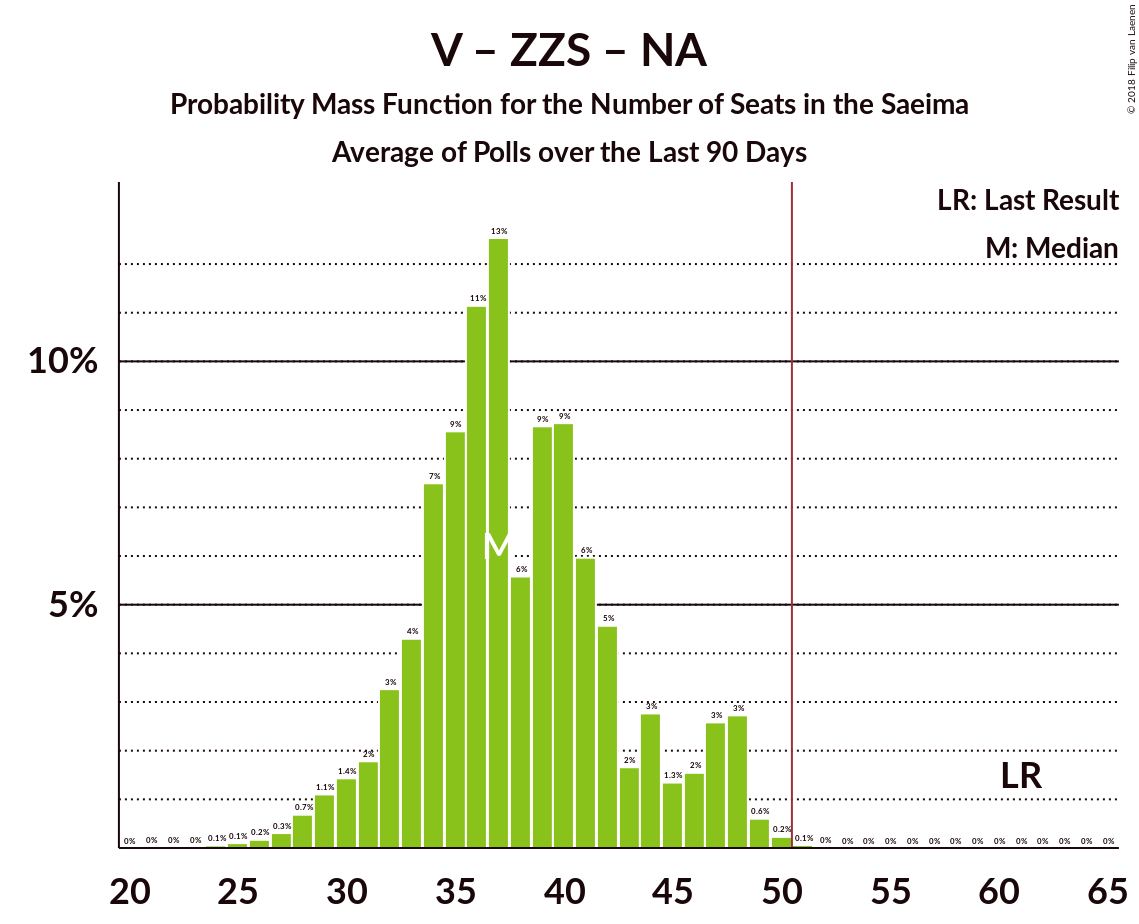 V – ZZS – NA
Probability Mass Function for the Number of Seats in the Saeima
Average of Polls over the Last 90 Days
© 2018 Filip van Laenen
LR: Last Result
M: Median
10%
5%
0% 0% 0% 0% 0.1% 0.1% 0.2% 0.3% 0.7% 1.1% 1.4% 2% 3% 4% 7% 9% 11% 13% 6% 9% 9% 6% 5% 2% 3% 1.3% 2% 3% 3% 0.6% 0.2% 0.1% 0% 0% 0% 0% 0% 0% 0% 0% 0% 0% 0% 0% 0% 0%
M
LR
20 25 30 35 40 45 50 55 60 65